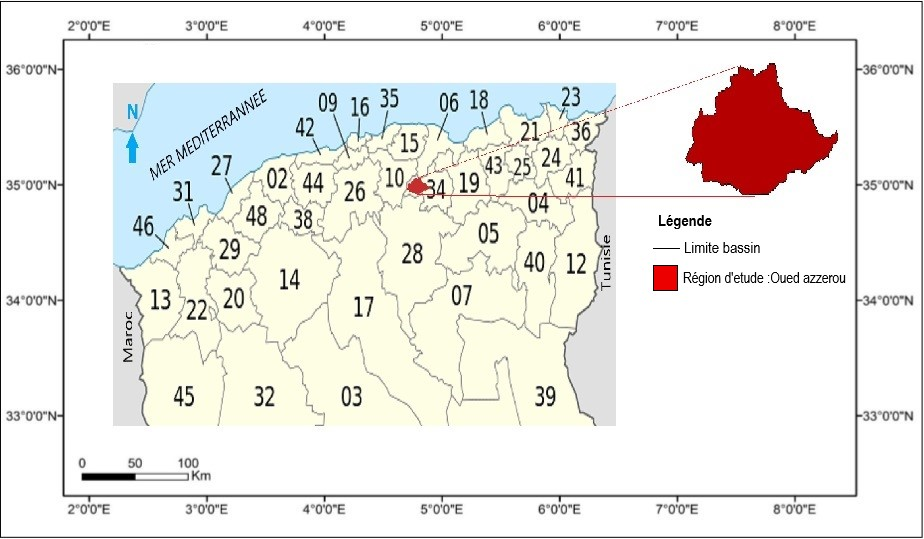 2°0'0"E 3°0'0"E 4°0'0"E 5°0'0"E 6°0'0"E 7°0'0"E 8°0'0"E
36°0'0"N 36°0'0"N
35°0'0"N 35°0'0"N
34°0'0"N 34°0'0"N
33°0'0"N 33°0'0"N
N
MER MEDITERRANNEE
09 16 35 06 18 23
42 15 21 36
27 02 44 26 10 34 19 43 25 24 41
31 48 38 04
46 29 28 05 40 12
13 22 20 14 17 07
45 32 03 39
Maroc
Tunisie
Légende
Limite bassin
Région d'etude :Oued azzerou
0 50 100
Km
2°0'0"E 3°0'0"E 4°0'0"E 5°0'0"E 6°0'0"E 7°0'0"E 8°0'0"E